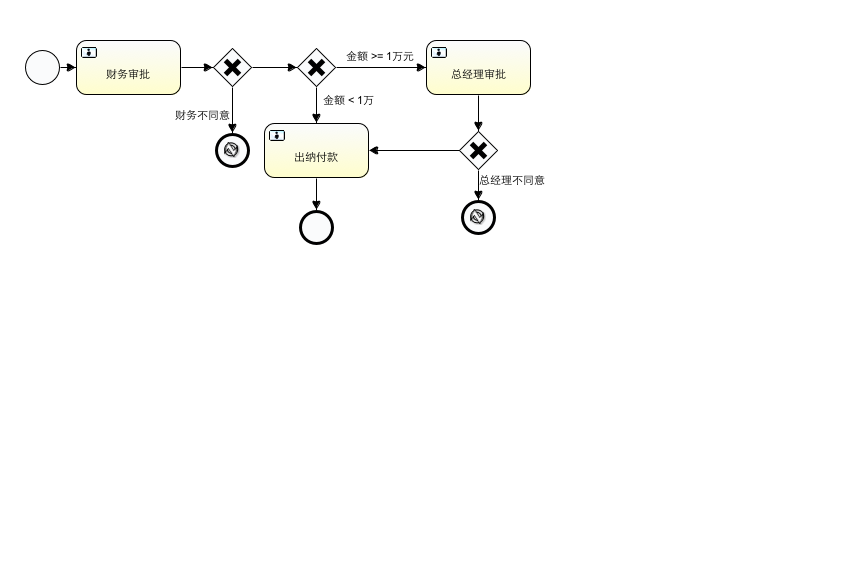 金额 >= 1万元
财务审批
总经理审批
金额 < 1万
财务不同意
出纳付款
总经理不同意